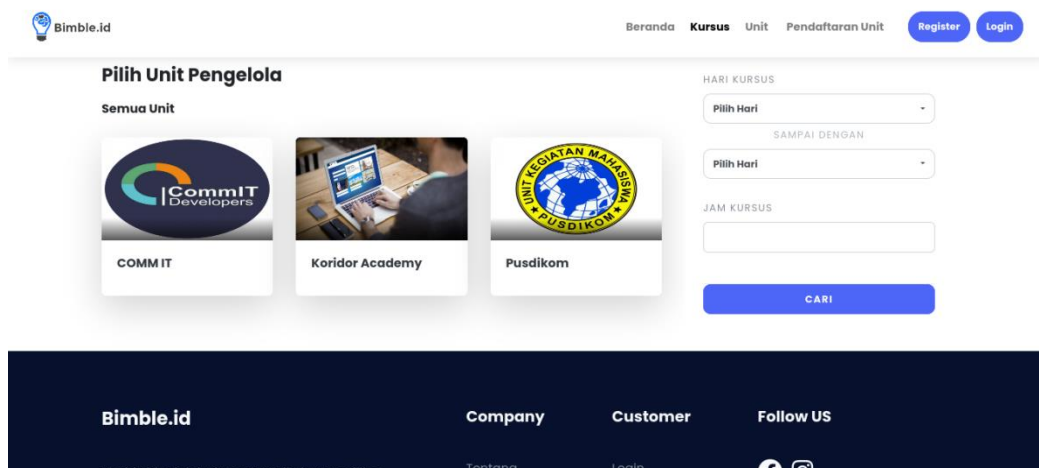 Bimble.id
Beranda Kursus Unit Pendaftaran Unit Register Login
Pilih Unit Pengelola
Semua Unit
CommIT
Developers
COMM IT
Koridor Academy
UNIT KEGIATAN MAHASISWA
PUSDIKOM
Pusdikom
HARI KURSUS
Pilih Hari
SAMPAI DENGAN
Pilih Hari
JAM KURSUS
CARI
Bimble.id
Company
Tentang
Customer
Login
Follow US